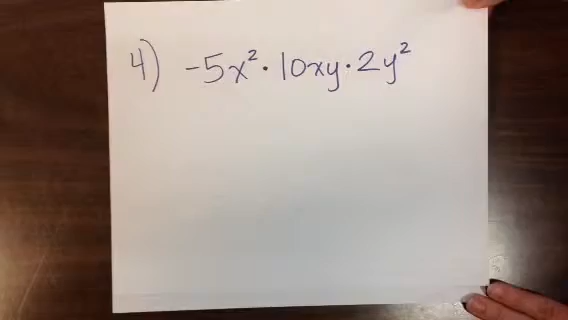 4) -5x² · 10xy · 2y²